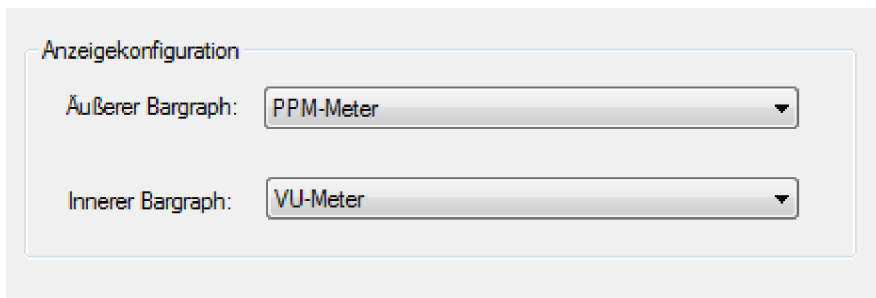 Anzeigekonfiguration
Äußerer Bargraph: PPM-Meter
Innerer Bargraph: VU-Meter